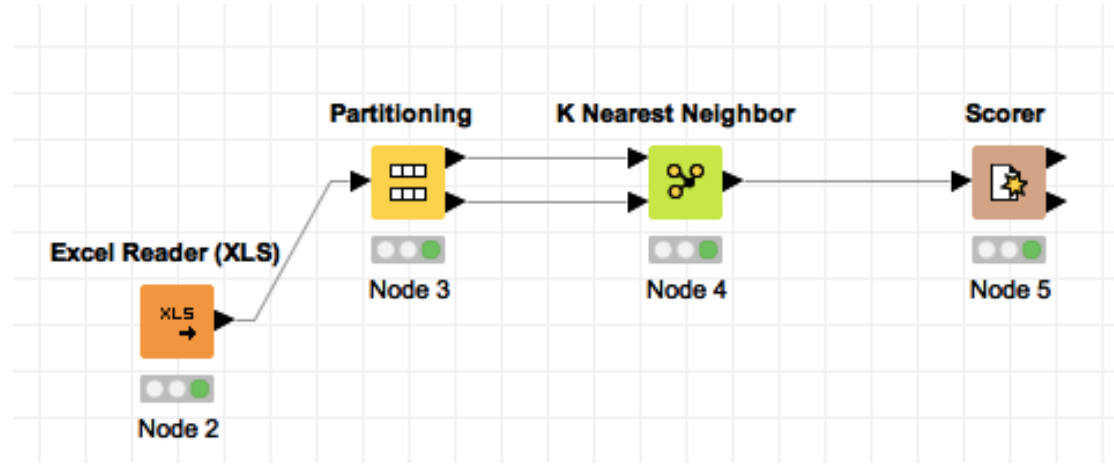 Partitioning
K Nearest Neighbor
Scorer
Excel Reader (XLS)
Node 3
Node 4
Node 5
XLS
Node 2